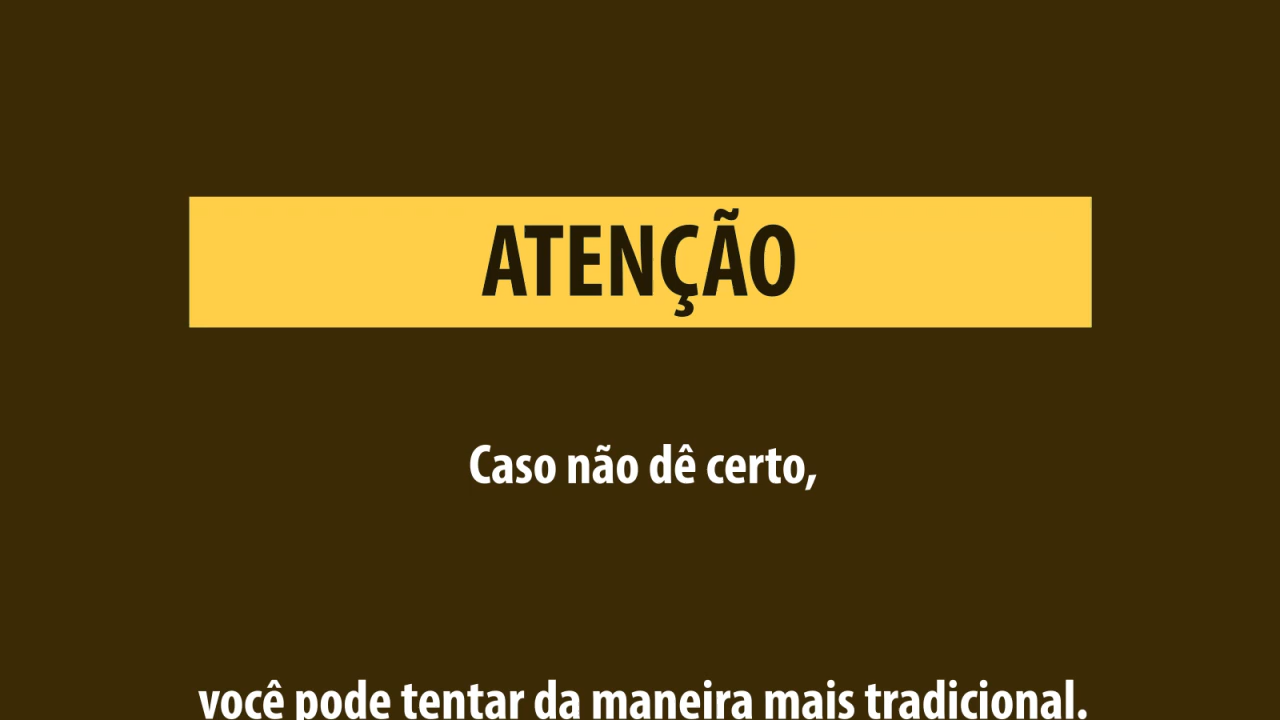 ATENÇÃO
Caso não dê certo,
você pode tentar da maneira mais tradicional.